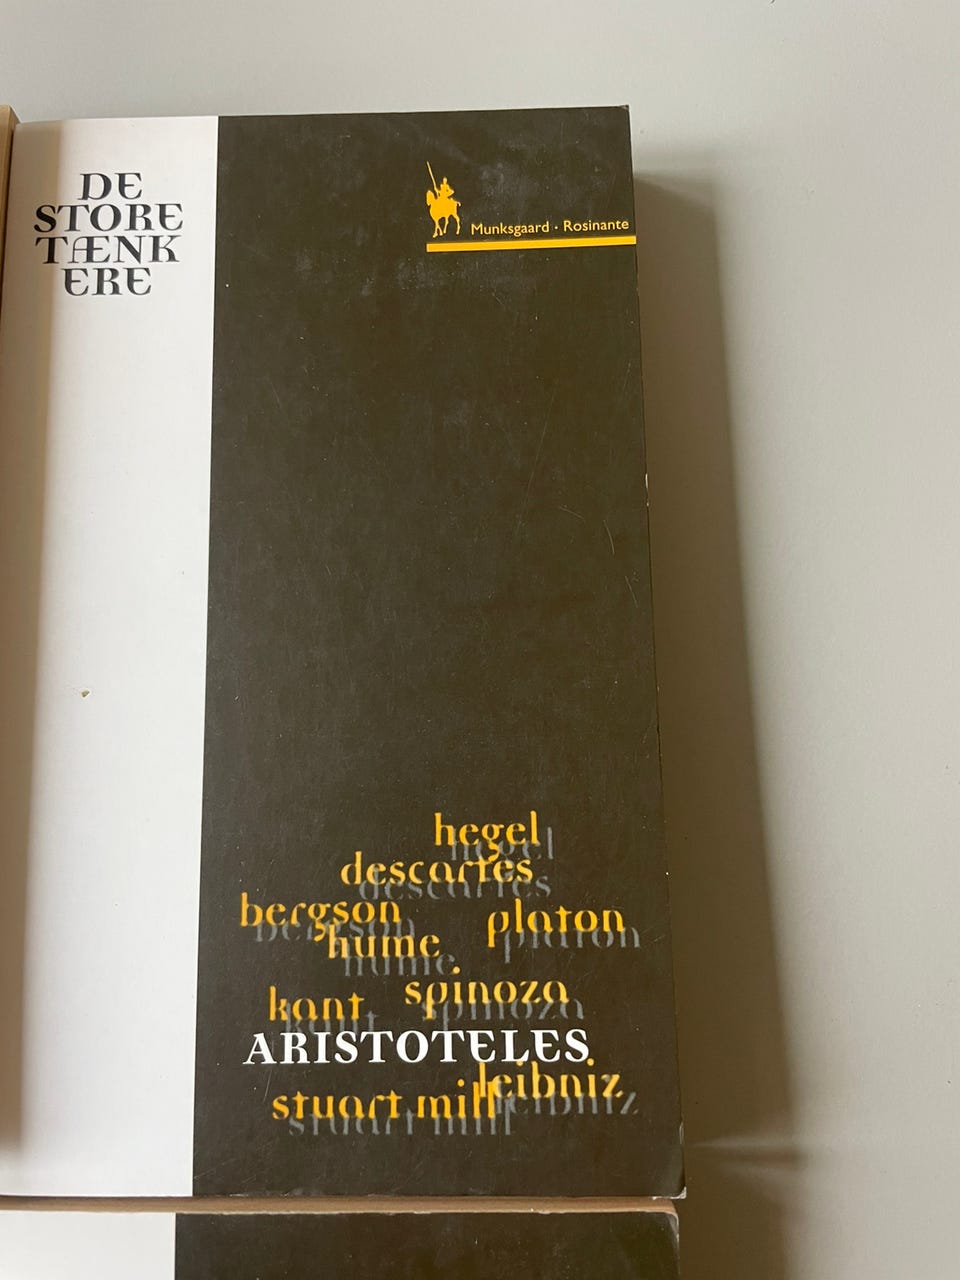 DE
STORE
TÆNK
ERE
Munksgaard · Rosinante
hegel
descartes
bergson platon
hume
spinoza
kant
ARISTOTELES
leibniz
stuart mill